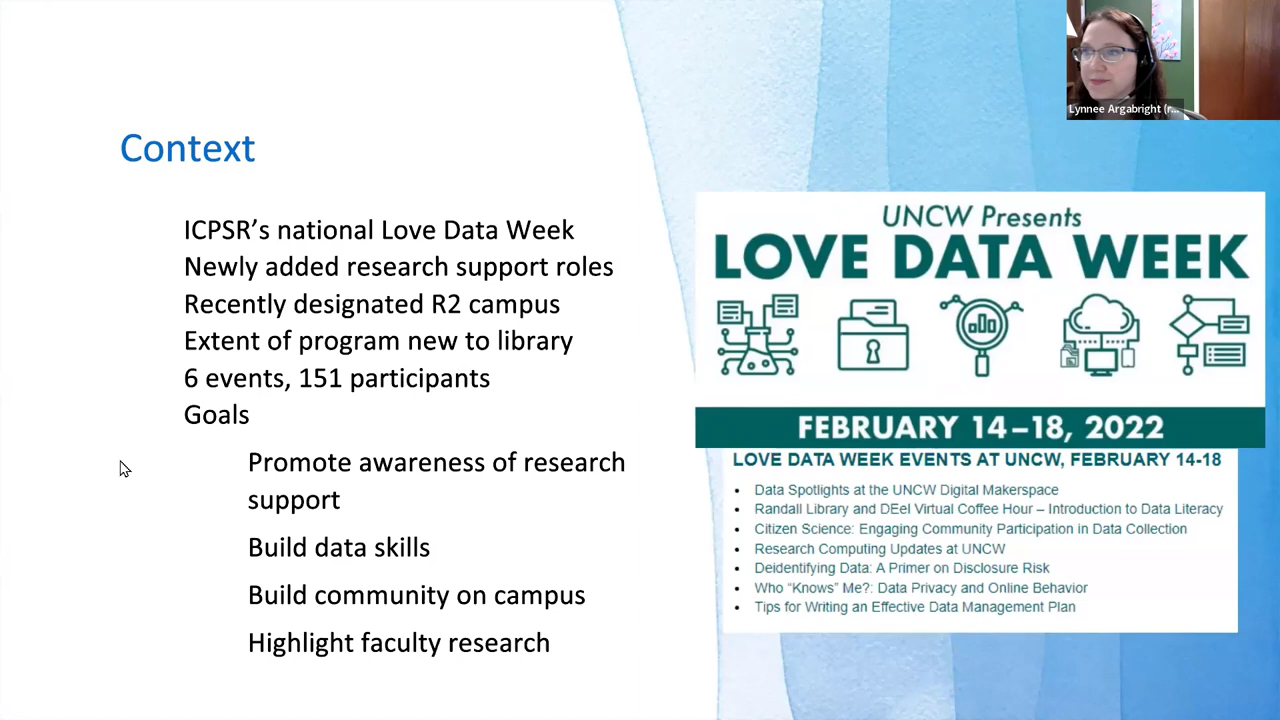 Lynnee Argabright (r...
Context
ICPSR’s national Love Data Week
Newly added research support roles
Recently designated R2 campus
Extent of program new to library
6 events, 151 participants
Goals
Promote awareness of research
support
Build data skills
Build community on campus
Highlight faculty research
UNCW Presents
LOVE DATA WEEK
FEBRUARY 14–18, 2022
LOVE DATA WEEK EVENTS AT UNCW, FEBRUARY 14-18
• Data Spotlights at the UNCW Digital Makerspace
• Randall Library and DEeI Virtual Coffee Hour – Introduction to Data Literacy
• Citizen Science: Engaging Community Participation in Data Collection
• Research Computing Updates at UNCW
• Deidentifying Data: A Primer on Disclosure Risk
• Who “Knows” Me?: Data Privacy and Online Behavior
• Tips for Writing an Effective Data Management Plan